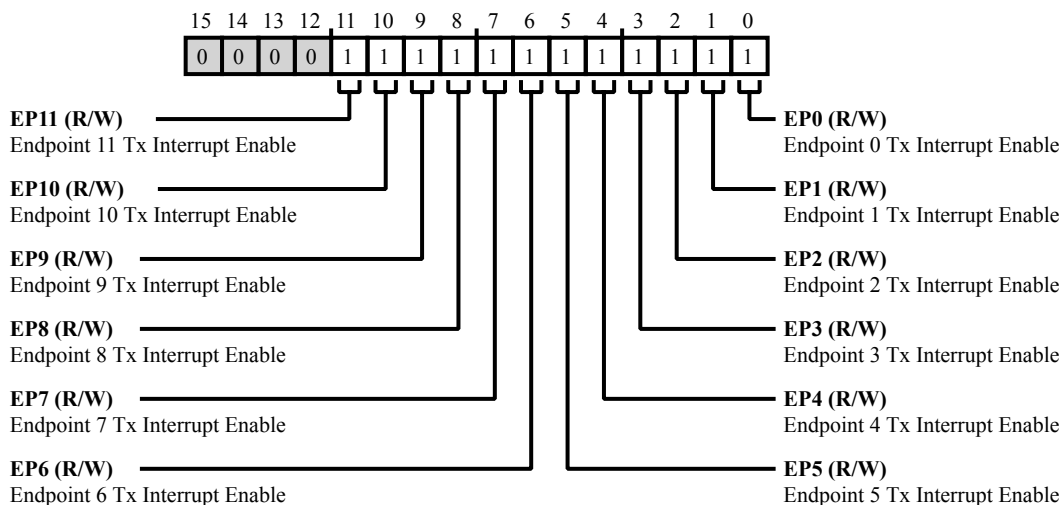 15 14 13 12 11 10 9 8 7 6 5 4 3 2 1 0
0 0 0 0 1 1 1 1 1 1 1 1 1 1 1 1
EP11 (R/W)
Endpoint 11 Tx Interrupt Enable
EP10 (R/W)
Endpoint 10 Tx Interrupt Enable
EP9 (R/W)
Endpoint 9 Tx Interrupt Enable
EP8 (R/W)
Endpoint 8 Tx Interrupt Enable
EP7 (R/W)
Endpoint 7 Tx Interrupt Enable
EP6 (R/W)
Endpoint 6 Tx Interrupt Enable
EP0 (R/W)
Endpoint 0 Tx Interrupt Enable
EP1 (R/W)
Endpoint 1 Tx Interrupt Enable
EP2 (R/W)
Endpoint 2 Tx Interrupt Enable
EP3 (R/W)
Endpoint 3 Tx Interrupt Enable
EP4 (R/W)
Endpoint 4 Tx Interrupt Enable
EP5 (R/W)
Endpoint 5 Tx Interrupt Enable